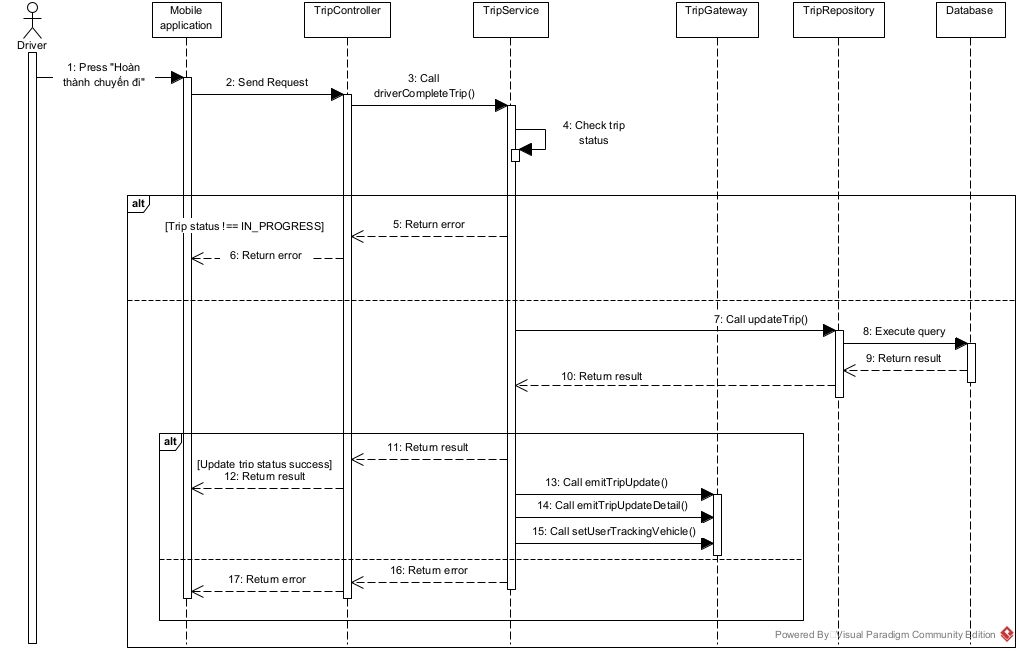 Driver
Mobile
application
TripController
TripService
TripGateway
TripRepository
Database
1: Press "Hoàn
thành chuyến đi"
2: Send Request
3: Call
driverCompleteTrip()
4: Check trip
status
alt
[Trip status !== IN_PROGRESS]
5: Return error
6: Return error
7: Call updateTrip()
8: Execute query
9: Return result
10: Return result
alt
11: Return result
[Update trip status success]
12: Return result
13: Call emitTripUpdate()
14: Call emitTripUpdateDetail()
15: Call setUserTrackingVehicle()
16: Return error
17: Return error
Powered By Visual Paradigm Community Edition